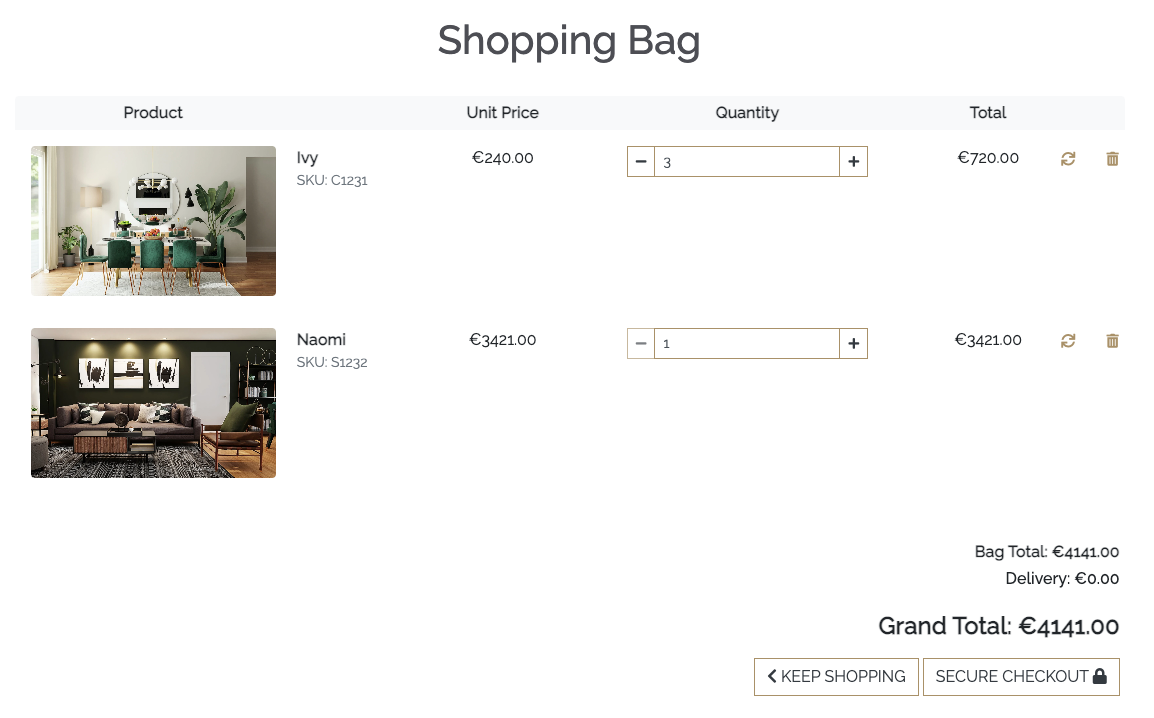 Shopping Bag
Product Unit Price Quantity Total
Ivy €240.00 3 €720.00
SKU: C1231
Naomi €3421.00 1 €3421.00
SKU: S1232
Bag Total: €4141.00
Delivery: €0.00
Grand Total: €4141.00
KEEP SHOPPING SECURE CHECKOUT